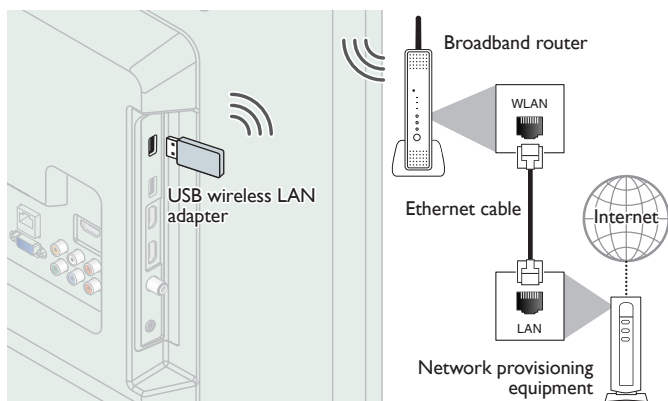 Broadband router
WLAN
USB wireless LAN
adapter
Ethernet cable
Internet
LAN
Network provisioning
equipment